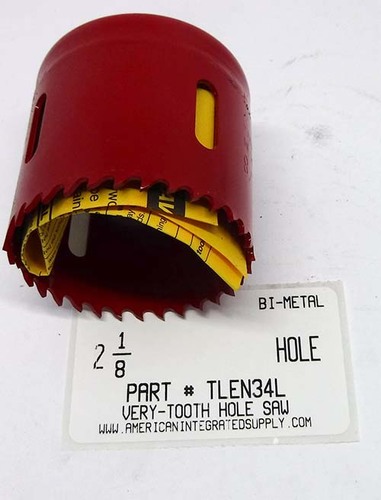 BI-METAL
2 1/8 HOLE
PART # TLEN34L
VERY-TOOTH HOLE SAW
WWW.AMERICANINTEGRATEDSUPPLY.COM